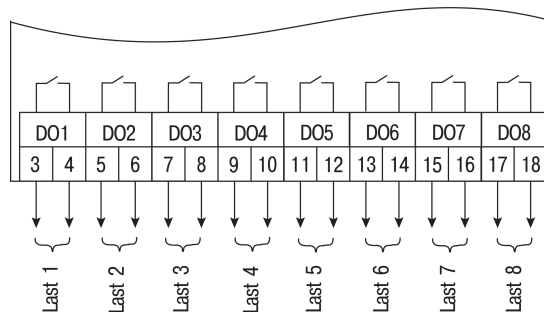 DO1 DO2 DO3 DO4 DO5 DO6 DO7 DO8
3 4 5 6 7 8 9 10 11 12 13 14 15 16 17 18
Last 1
Last 2
Last 3
Last 4
Last 5
Last 6
Last 7
Last 8